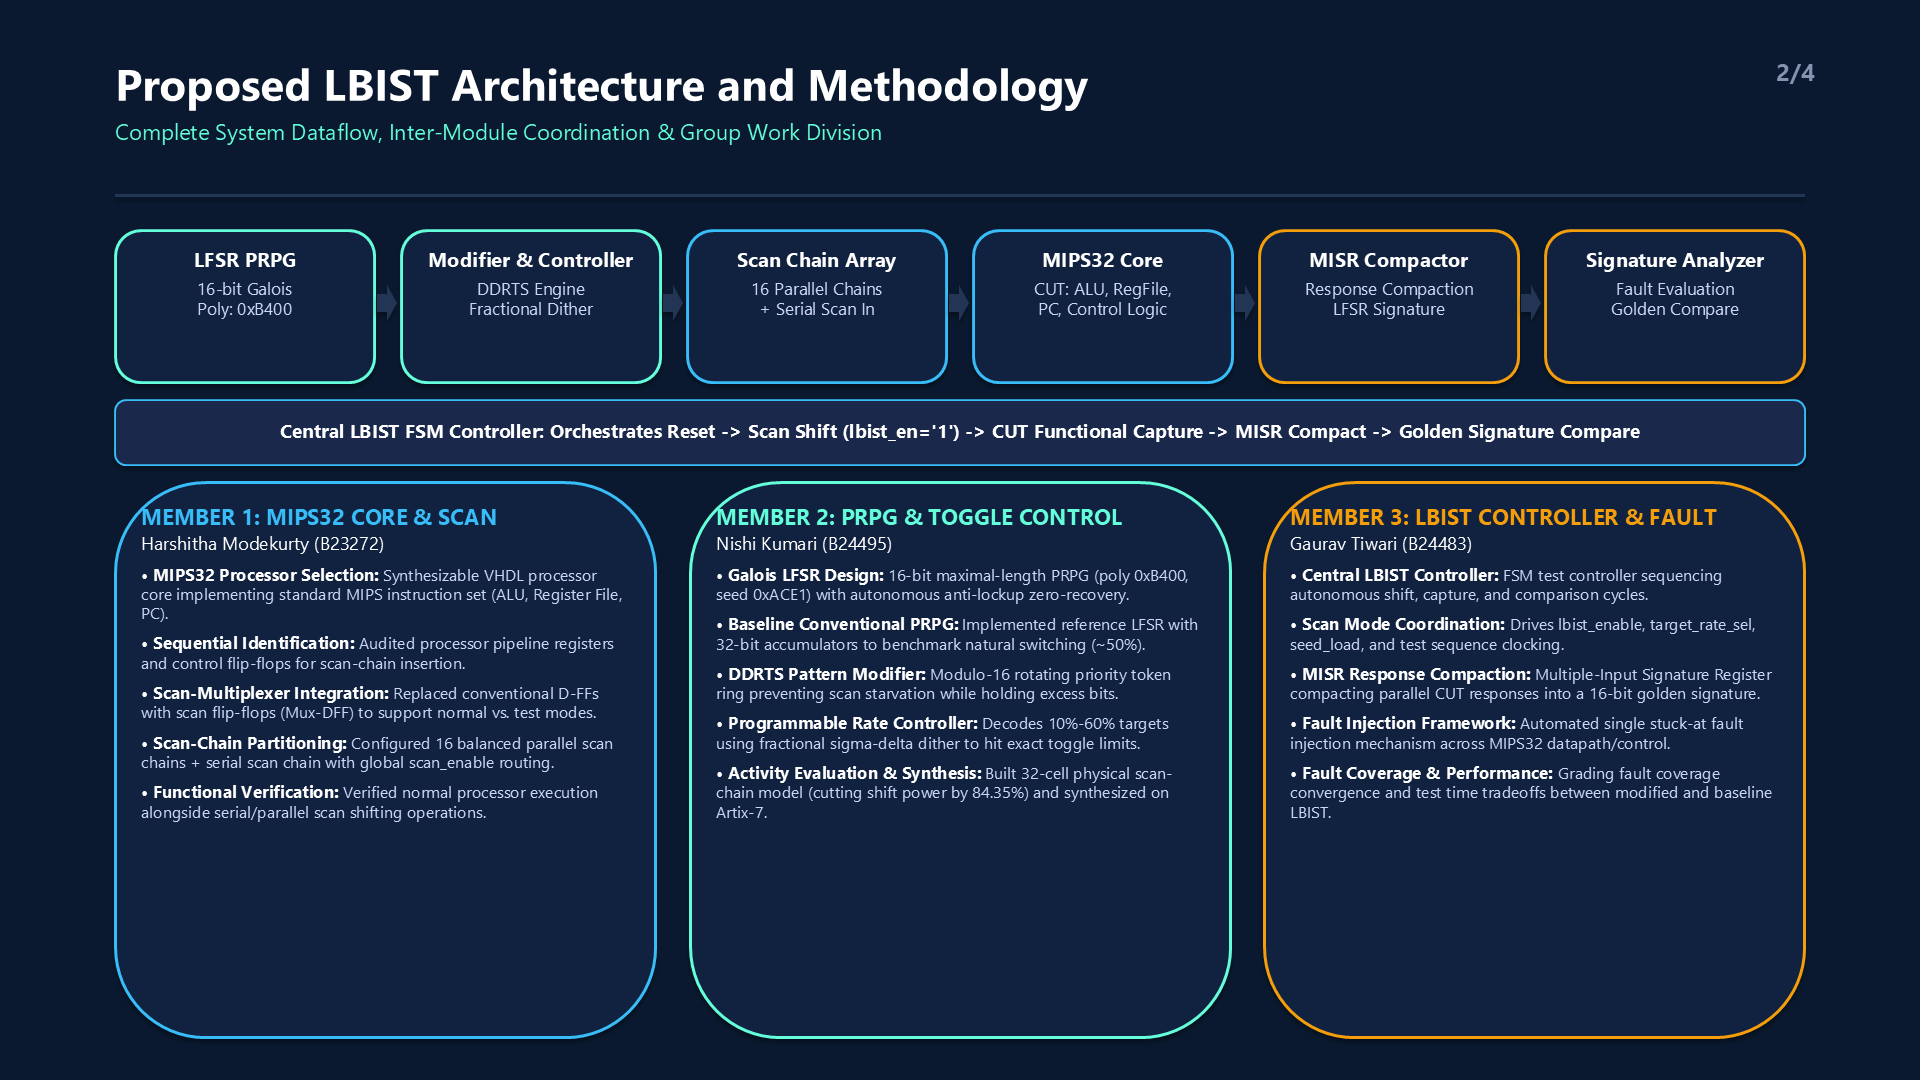 Proposed LBIST Architecture and Methodology
2/4
Complete System Dataflow, Inter-Module Coordination & Group Work Division
LFSR PRPG
16-bit Galois
Poly: 0xB400
Modifier & Controller
DDRTS Engine
Fractional Dither
Scan Chain Array
16 Parallel Chains
+ Serial Scan In
MIPS32 Core
CUT: ALU, RegFile,
PC, Control Logic
MISR Compactor
Response Compaction
LFSR Signature
Signature Analyzer
Fault Evaluation
Golden Compare
Central LBIST FSM Controller: Orchestrates Reset -> Scan Shift (lbist_en='1') -> CUT Functional Capture -> MISR Compact -> Golden Signature Compare
MEMBER 1: MIPS32 CORE & SCAN
Harshitha Modekurty (B23272)
• MIPS32 Processor Selection: Synthesizable VHDL processor
core implementing standard MIPS instruction set (ALU, Register File,
PC).
• Sequential Identification: Audited processor pipeline registers
and control flip-flops for scan-chain insertion.
• Scan-Multiplexer Integration: Replaced conventional D-FFs
with scan flip-flops (Mux-DFF) to support normal vs. test modes.
• Scan-Chain Partitioning: Configured 16 balanced parallel scan
chains + serial scan chain with global scan_enable routing.
• Functional Verification: Verified normal processor execution
alongside serial/parallel scan shifting operations.
MEMBER 2: PRPG & TOGGLE CONTROL
Nishi Kumari (B24495)
• Galois LFSR Design: 16-bit maximal-length PRPG (poly 0xB400,
seed 0xACE1) with autonomous anti-lockup zero-recovery.
• Baseline Conventional PRPG: Implemented reference LFSR with
32-bit accumulators to benchmark natural switching (~50%).
• DDRTS Pattern Modifier: Modulo-16 rotating priority token
ring preventing scan starvation while holding excess bits.
• Programmable Rate Controller: Decodes 10%-60% targets
using fractional sigma-delta dither to hit exact toggle limits.
• Activity Evaluation & Synthesis: Built 32-cell physical scan-
chain model (cutting shift power by 84.35%) and synthesized on
Artix-7.
MEMBER 3: LBIST CONTROLLER & FAULT
Gaurav Tiwari (B24483)
• Central LBIST Controller: FSM test controller sequencing
autonomous shift, capture, and comparison cycles.
• Scan Mode Coordination: Drives lbist_enable, target_rate_sel,
seed_load, and test sequence clocking.
• MISR Response Compaction: Multiple-Input Signature Register
compacting parallel CUT responses into a 16-bit golden signature.
• Fault Injection Framework: Automated single stuck-at fault
injection mechanism across MIPS32 datapath/control.
• Fault Coverage & Performance: Grading fault coverage
convergence and test time tradeoffs between modified and baseline
LBIST.